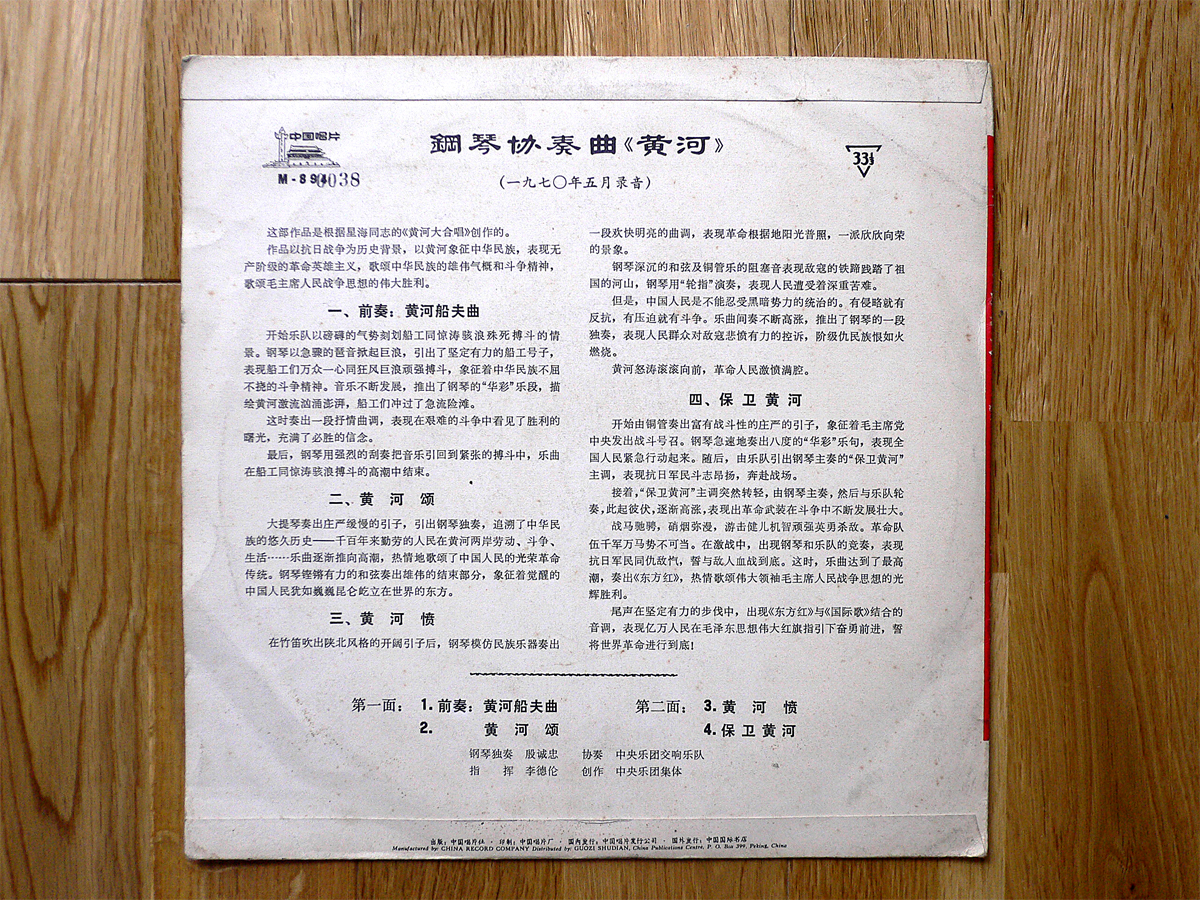 中国唱片
鋼琴协奏曲《黄河》
33⅓
(一九七〇年五月录音)
这部作品是根据星海同志的《黄河大合唱》创作的。
作品以抗日战争为历史背景，以黄河象征中华民族，表现无
产阶级的革命英雄主义，歌颂中华民族的雄伟气概和斗争精神，
歌颂毛主席人民战争思想的伟大胜利。
一、前奏：黄河船夫曲
开始乐队以磅礴的气势刻划船工同惊涛骇浪殊死搏斗的情
景。钢琴以急骤的琶音掀起巨浪，引出了坚定有力的船工号子，
表现船工们万众一心同狂风巨浪顽强搏斗，象征着中华民族不屈
不挠的斗争精神。音乐不断发展，推出了钢琴的“华彩”乐段，描
绘黄河激流汹涌澎湃，船工们冲过了急流险滩。
这时奏出一段抒情曲调，表现在艰难的斗争中看见了胜利的
曙光，充满了必胜的信念。
最后，钢琴用强烈的刮奏把音乐引回到紧张的搏斗中，乐曲
在船工同惊涛骇浪搏斗的高潮中结束。
二、黄河颂
大提琴奏出庄严缓慢的引子，引出钢琴独奏，追溯了中华民
族的悠久历史——千百年来勤劳的人民在黄河两岸劳动、斗争、
生活……乐曲逐渐推向高潮，热情地歌颂了中国人民的光荣革命
传统。钢琴铿锵有力的和弦奏出雄伟的结束部分，象征着觉醒的
中国人民犹如巍巍昆仑屹立在世界的东方。
三、黄河愤
在竹笛吹出陕北风格的开阔引子后，钢琴模仿民族乐器奏出
一段欢快明亮的曲调，表现革命根据地阳光普照，一派欣欣向荣
的景象。
钢琴深沉的和弦及铜管乐的阻塞音表现敌寇的铁蹄践踏了祖
国的河山，钢琴用“轮指”演奏，表现人民遭受着深重苦难。
但是，中国人民是不能忍受黑暗势力的统治的。有侵略就有
反抗，有压迫就有斗争。乐曲间奏不断高涨，推出了钢琴的一段
独奏，表现人民群众对敌寇悲愤有力的控诉，阶级仇民族恨如火
燃烧。
黄河怒涛滚滚向前，革命人民激愤满腔。
四、保卫黄河
开始由铜管奏出富有战斗性的庄严的引子，象征着毛主席党
中央发出战斗号召。钢琴急速地奏出八度的“华彩”乐句，表现全
国人民紧急行动起来。随后，由乐队引出钢琴主奏的“保卫黄河”
主调，表现抗日军民斗志昂扬，奔赴战场。
接着，“保卫黄河”主调突然转轻，由钢琴主奏，然后与乐队轮
奏，此起彼伏，逐渐高涨，表现出革命武装在斗争中不断发展壮大。
战马驰骋，硝烟弥漫，游击健儿机智顽强英勇杀敌。革命队
伍千军万马势不可当。在激战中，出现钢琴和乐队的竞奏，表现
抗日军民同仇敌忾，誓与敌人血战到底。这时，乐曲达到了最高
潮，奏出《东方红》，热情歌颂伟大领袖毛主席人民战争思想的光
辉胜利。
尾声在坚定有力的步伐中，出现《东方红》与《国际歌》结合的
音调，表现亿万人民在毛泽东思想伟大红旗指引下奋勇前进，誓
将世界革命进行到底！
第一面：1. 前奏：黄河船夫曲
2. 黄河颂
第二面：3. 黄河愤
4. 保卫黄河
钢琴独奏 殷诚忠 协奏 中央乐团交响乐队
指挥 李德伦 创作 中央乐团集体
出版：中国唱片社 · 印制：中国唱片厂 · 国内发行：中国唱片发行公司 · 国外发行：中国国际书店
Manufactured by: CHINA RECORD COMPANY Distributed by: GUOZI SHUDIAN, China Publications Centre, P. O. Box 399, Peking, China